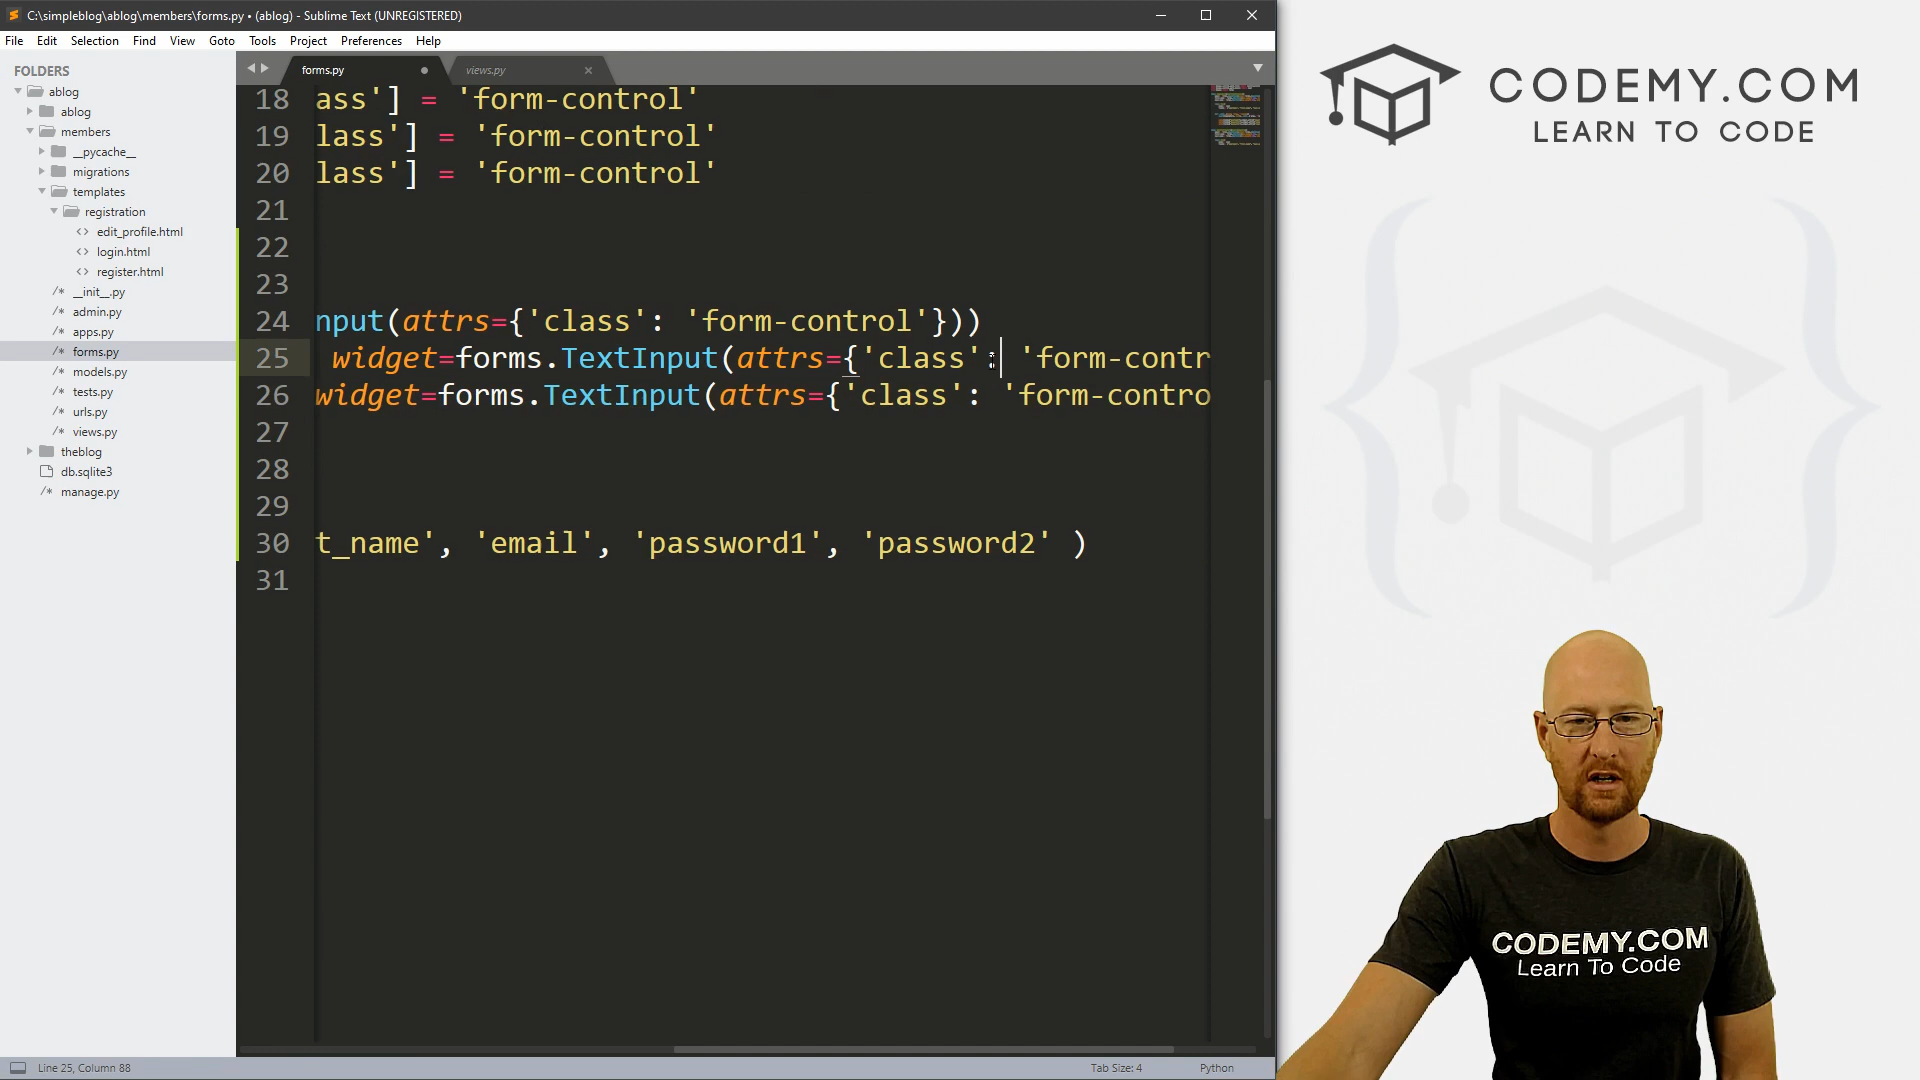 C:\simpleblog\ablog\members\forms.py • (ablog) - Sublime Text (UNREGISTERED)
File Edit Selection Find View Goto Tools Project Preferences Help
FOLDERS
ablog
ablog
members
__pycache__
migrations
templates
registration
edit_profile.html
login.html
register.html
__init__.py
admin.py
apps.py
forms.py
models.py
tests.py
urls.py
views.py
theblog
db.sqlite3
manage.py
forms.py
views.py
18 ass'] = 'form-control'
19 lass'] = 'form-control'
20 lass'] = 'form-control'
21
22
23
24 nput(attrs={'class': 'form-control'}))
25 widget=forms.TextInput(attrs={'class': 'form-contr
26 widget=forms.TextInput(attrs={'class': 'form-contro
27
28
29
30 t_name', 'email', 'password1', 'password2' )
31
Line 25, Column 88
Tab Size: 4
Python
CODEMY.COM
LEARN TO CODE
CODEMY.COM
Learn To Code